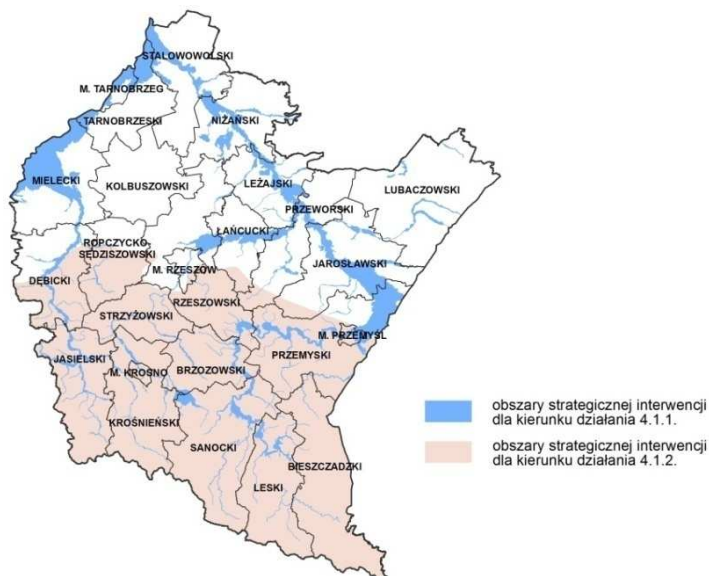 STALOWOWOLSKI
M. TARNOBRZEG
TARNOBRZESKI
NIŻAŃSKI
MIELECKI
KOLBUSZOWSKI
LEŻAJSKI
LUBACZOWSKI
PRZEWORSKI
ŁAŃCUCKI
ROPCZYCKO
SĘDZISZOWSKI
JAROSŁAWSKI
M. RZESZÓW
DĘBICKI
RZESZOWSKI
STRZYŻOWSKI
M. PRZEMYŚL
JASIELSKI
PRZEMYSKI
M. KROSNO
BRZOZOWSKI
KROŚNIEŃSKI
SANOCKI
BIESZCZADZKI
LESKI
obszary strategicznej interwencji
dla kierunku działania 4.1.1.
obszary strategicznej interwencji
dla kierunku działania 4.1.2.